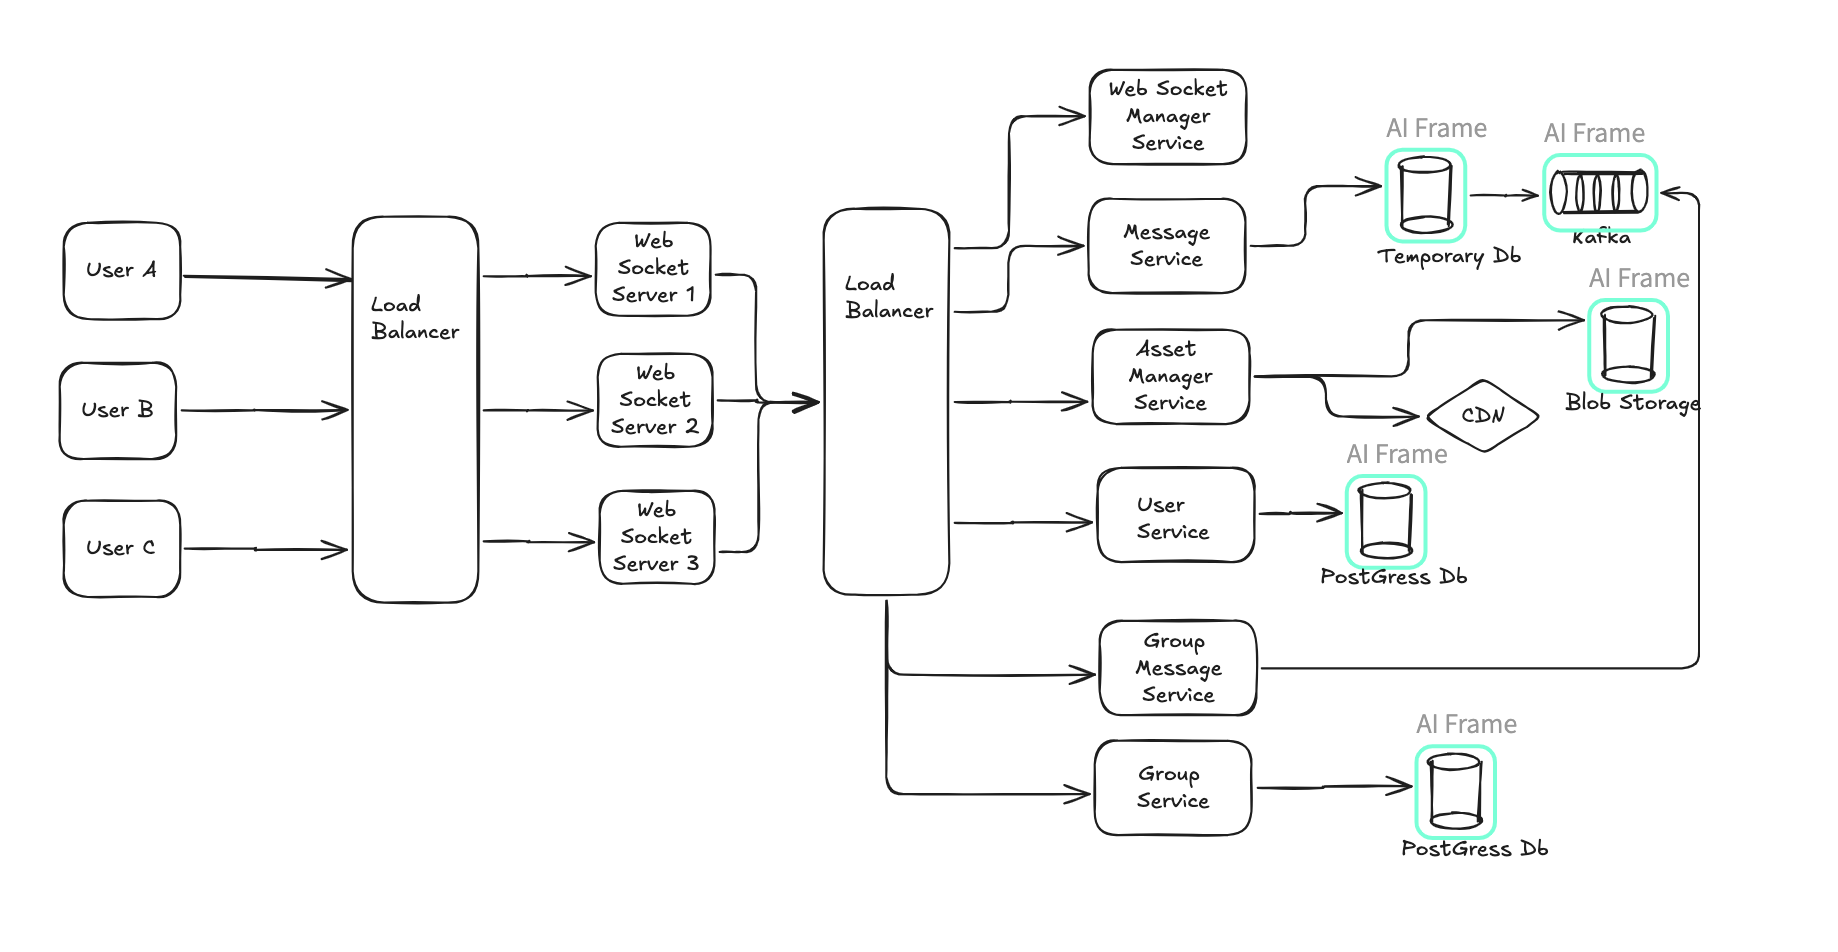 Web Socket
Manager
Service
AI Frame
AI Frame
Message
Service
Temporary Db
Kafka
User A
Load
Balancer
Web
Socket
Server 1
Load
Balancer
AI Frame
Blob Storage
User B
Web
Socket
Server 2
Asset
Manager
Service
CDN
AI Frame
PostGress Db
User C
Web
Socket
Server 3
User
Service
Group
Message
Service
AI Frame
Group
Service
PostGress Db